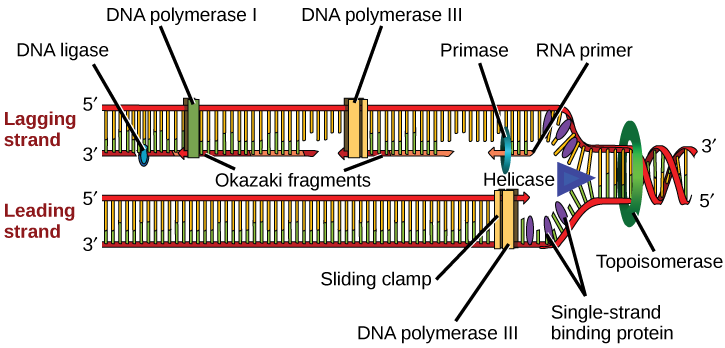 DNA polymerase I
DNA polymerase III
DNA ligase
Primase
RNA primer
5′
Lagging
strand
3′
3′
Okazaki fragments
Helicase
5′
5′
Leading
strand
3′
Topoisomerase
Sliding clamp
Single-strand
binding protein
DNA polymerase III